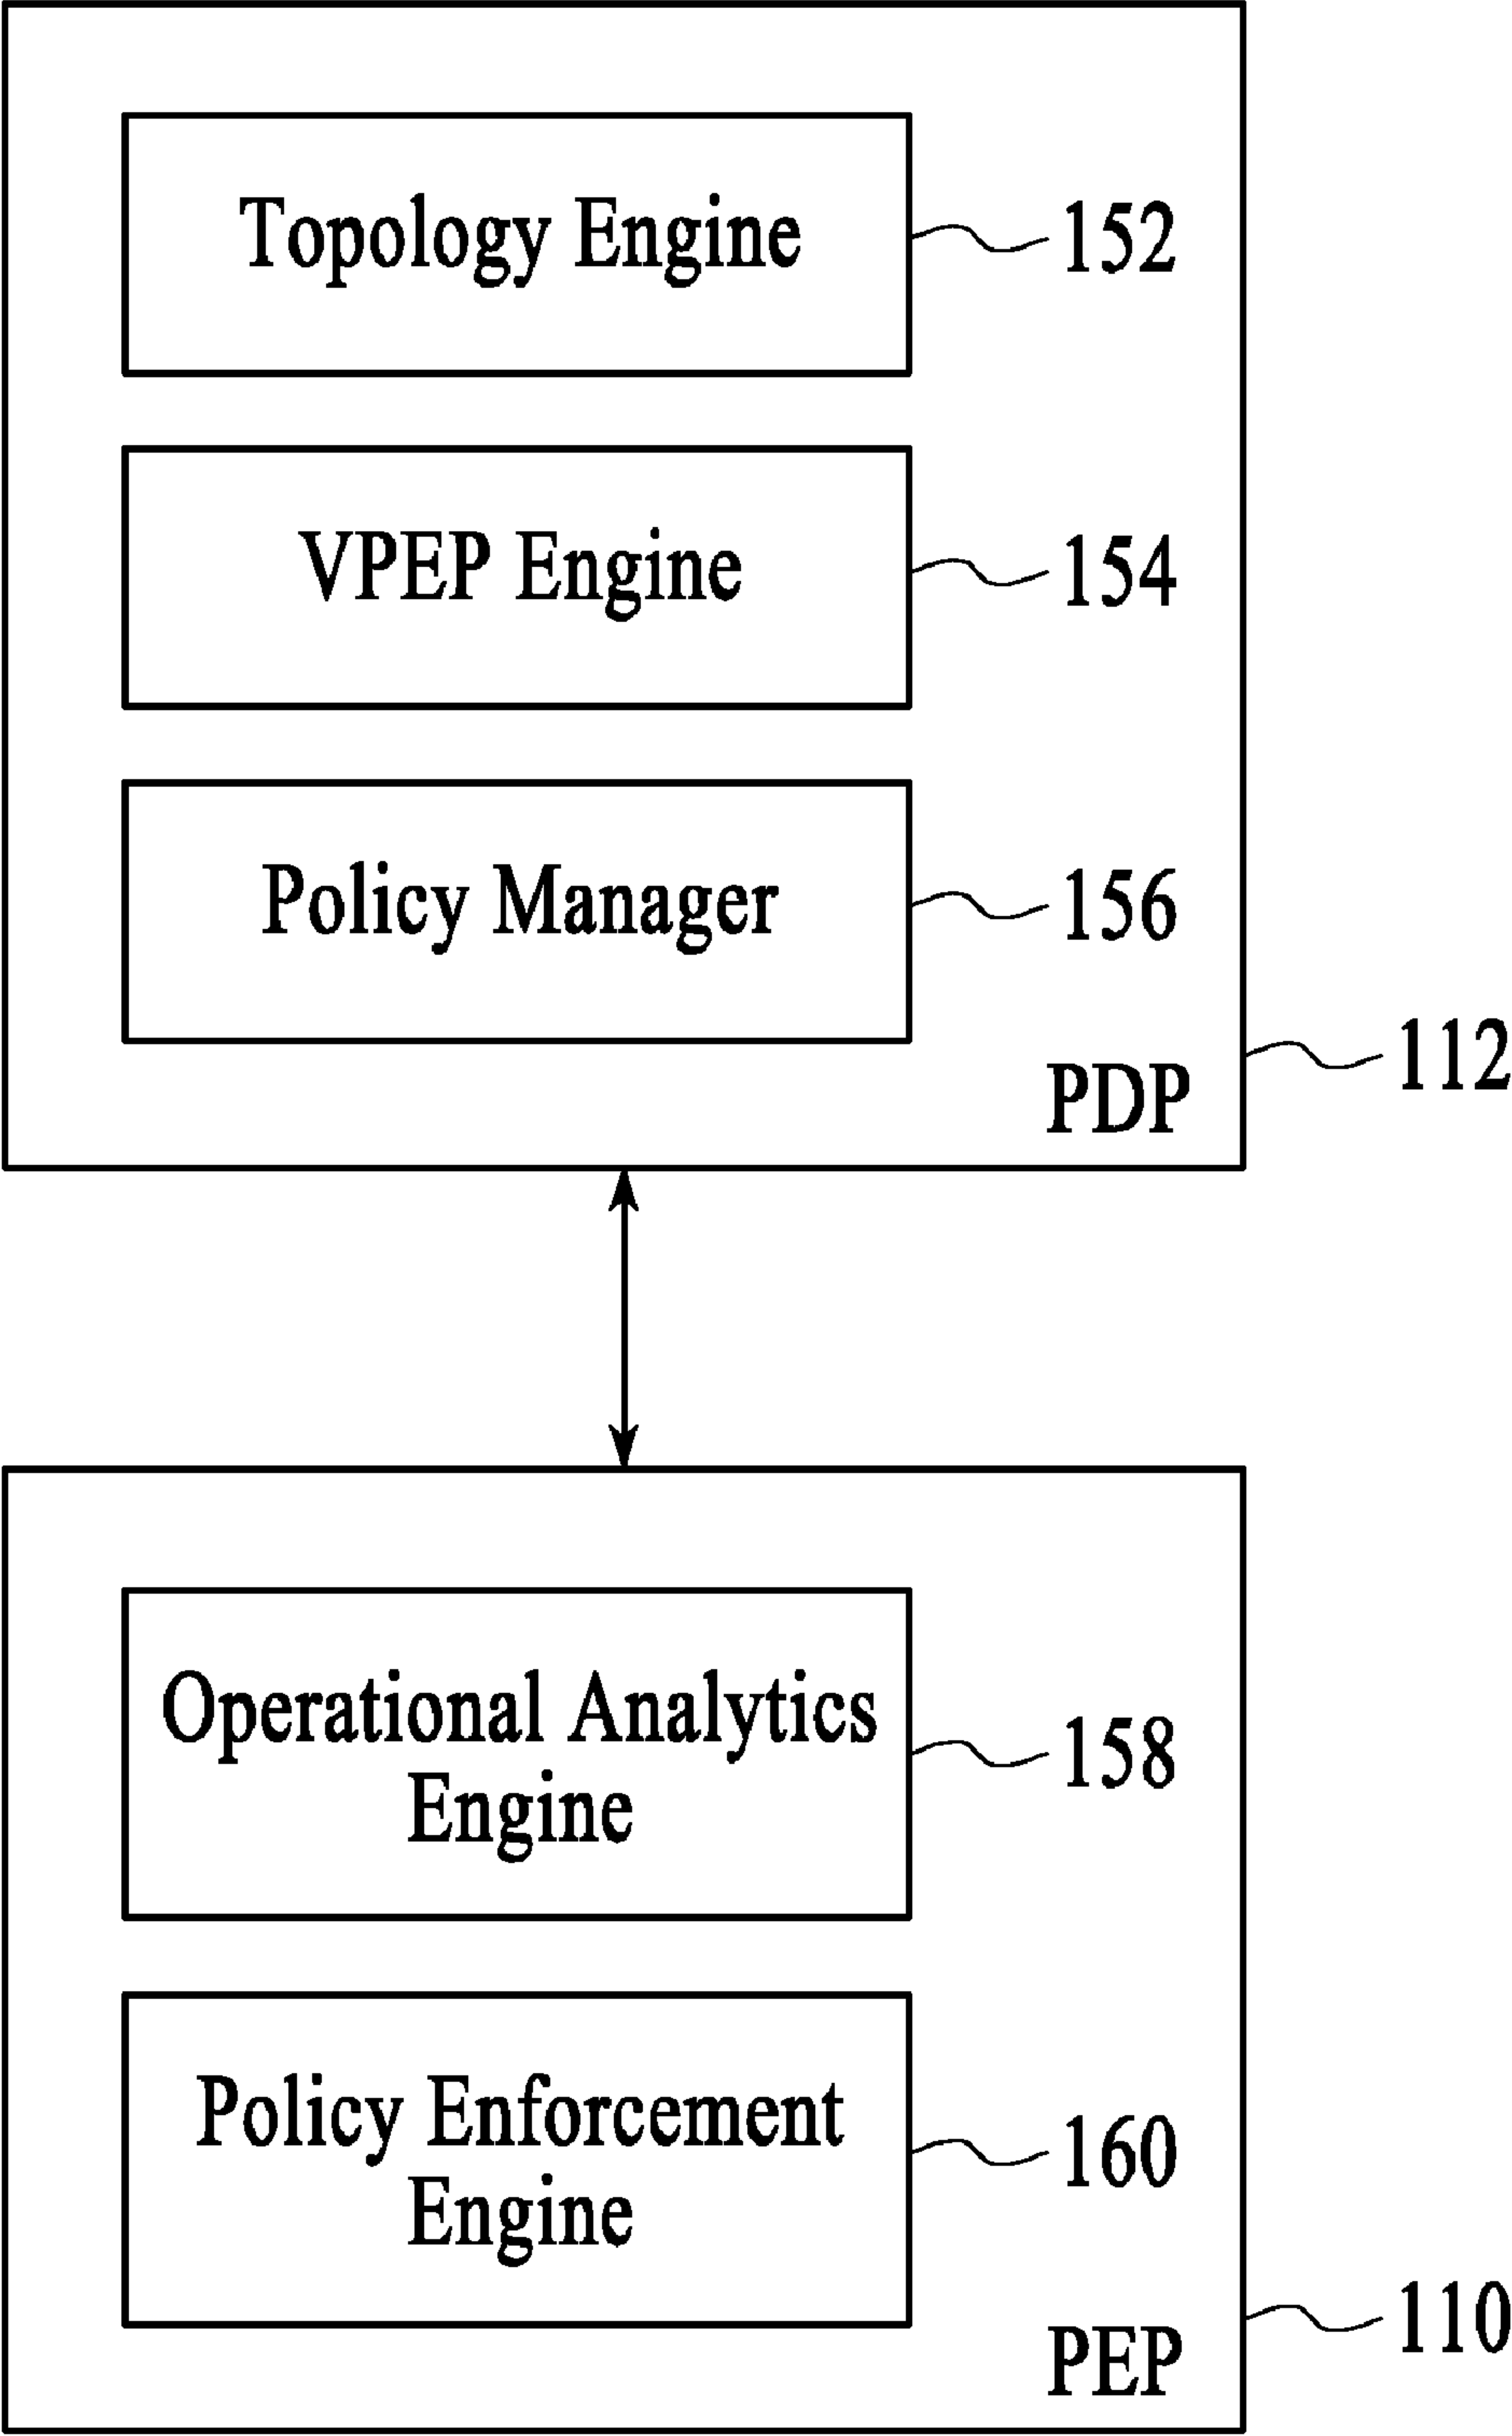 Topology Engine
152
VPEP Engine
154
Policy Manager
156
112
PDP
Operational Analytics
Engine
158
Policy Enforcement
Engine
160
110
PEP